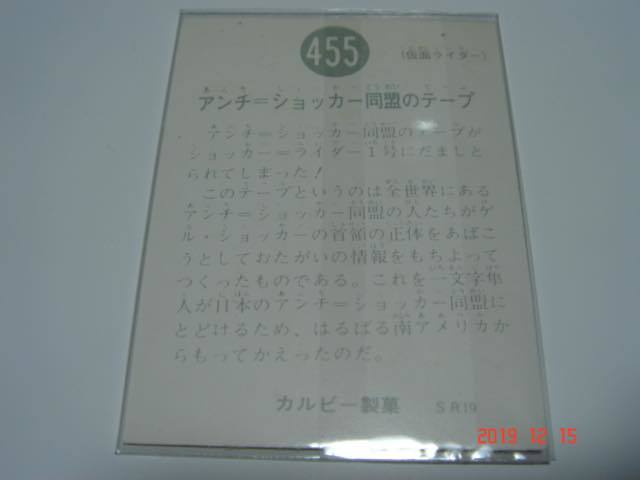 455
(仮面ライダー)
アンチ=ショッカー同盟のテープ
アンチ=ショッカー同盟のテープが
ショッカー=ライダー1号にだましと
られてしまった!
このテープというのは全世界にある
アンチ=ショッカー同盟の人たちがゲ
ル・ショッカーの首領の正体をあばこ
うとしておたがいの情報をもちよって
つくったものである。これを一文字隼
人が日本のアンチ=ショッカー同盟に
とどけるため、はるばる南アメリカか
らもってかえったのだ。
カルビー製菓 SR19
2019 12 15